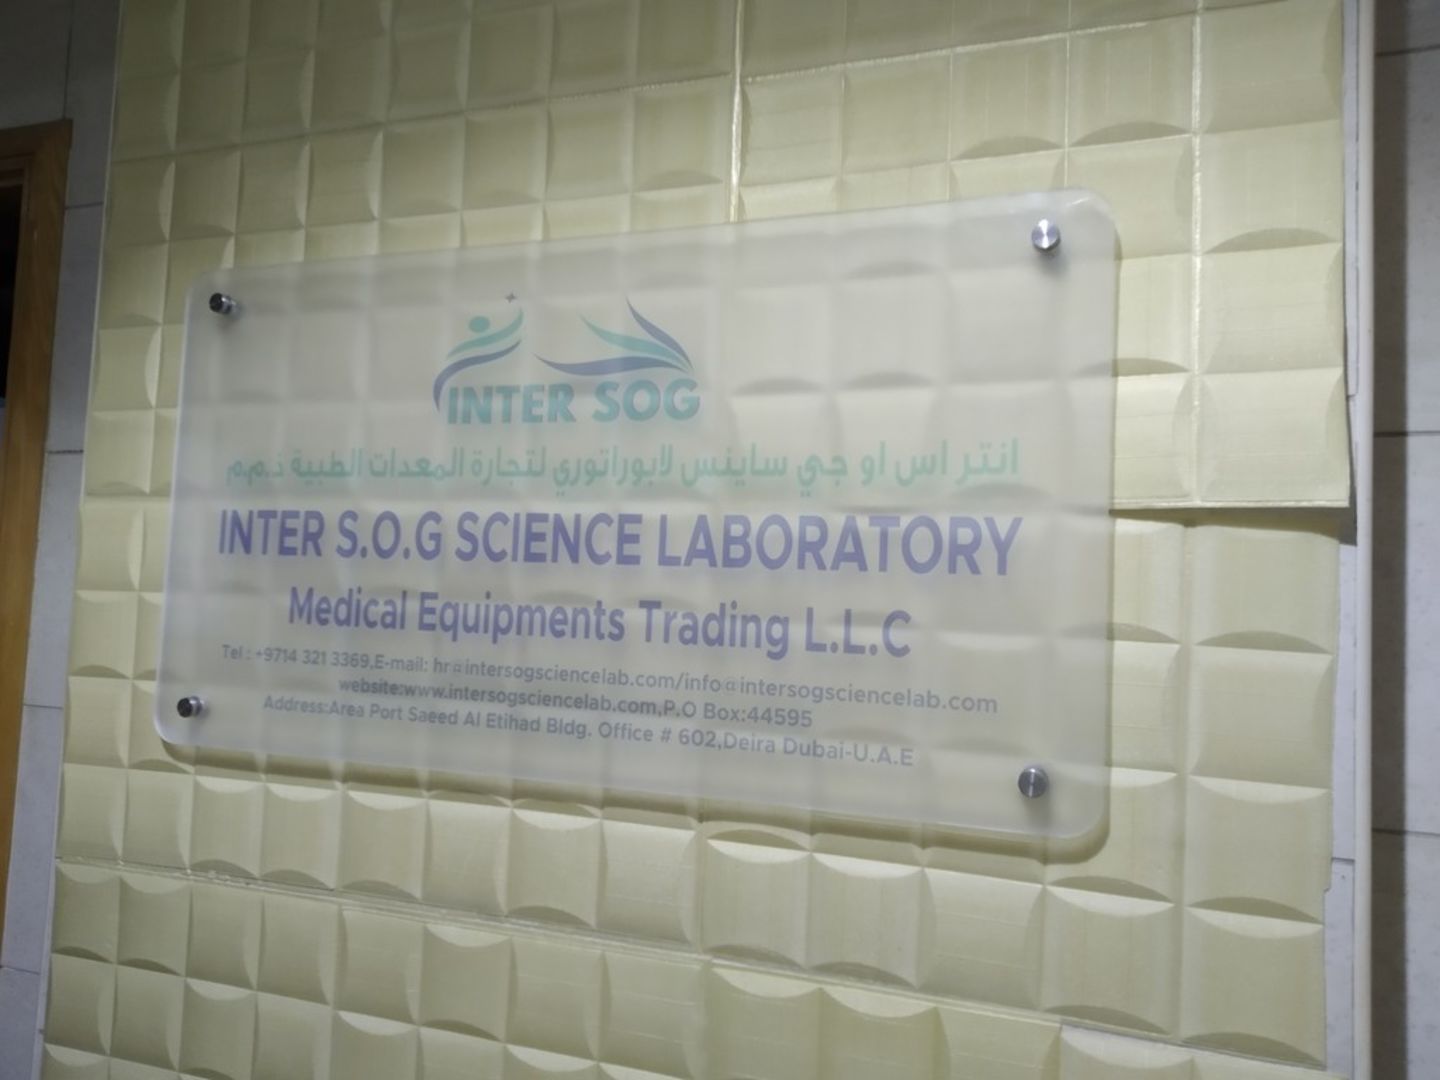 INTER SOG
انتر اس او جي ساينس لابوراتوري لتجارة المعدات الطبية ذ.م.م
INTER S.O.G SCIENCE LABORATORY
Medical Equipments Trading L.L.C
Tel : +9714 321 3369,E-mail: hr@intersogsciencelab.com/info@intersogsciencelab.com
website:www.intersogsciencelab.com,P.O Box:44595
Address:Area Port Saeed Al Etihad Bldg. Office # 602,Deira Dubai-U.A.E